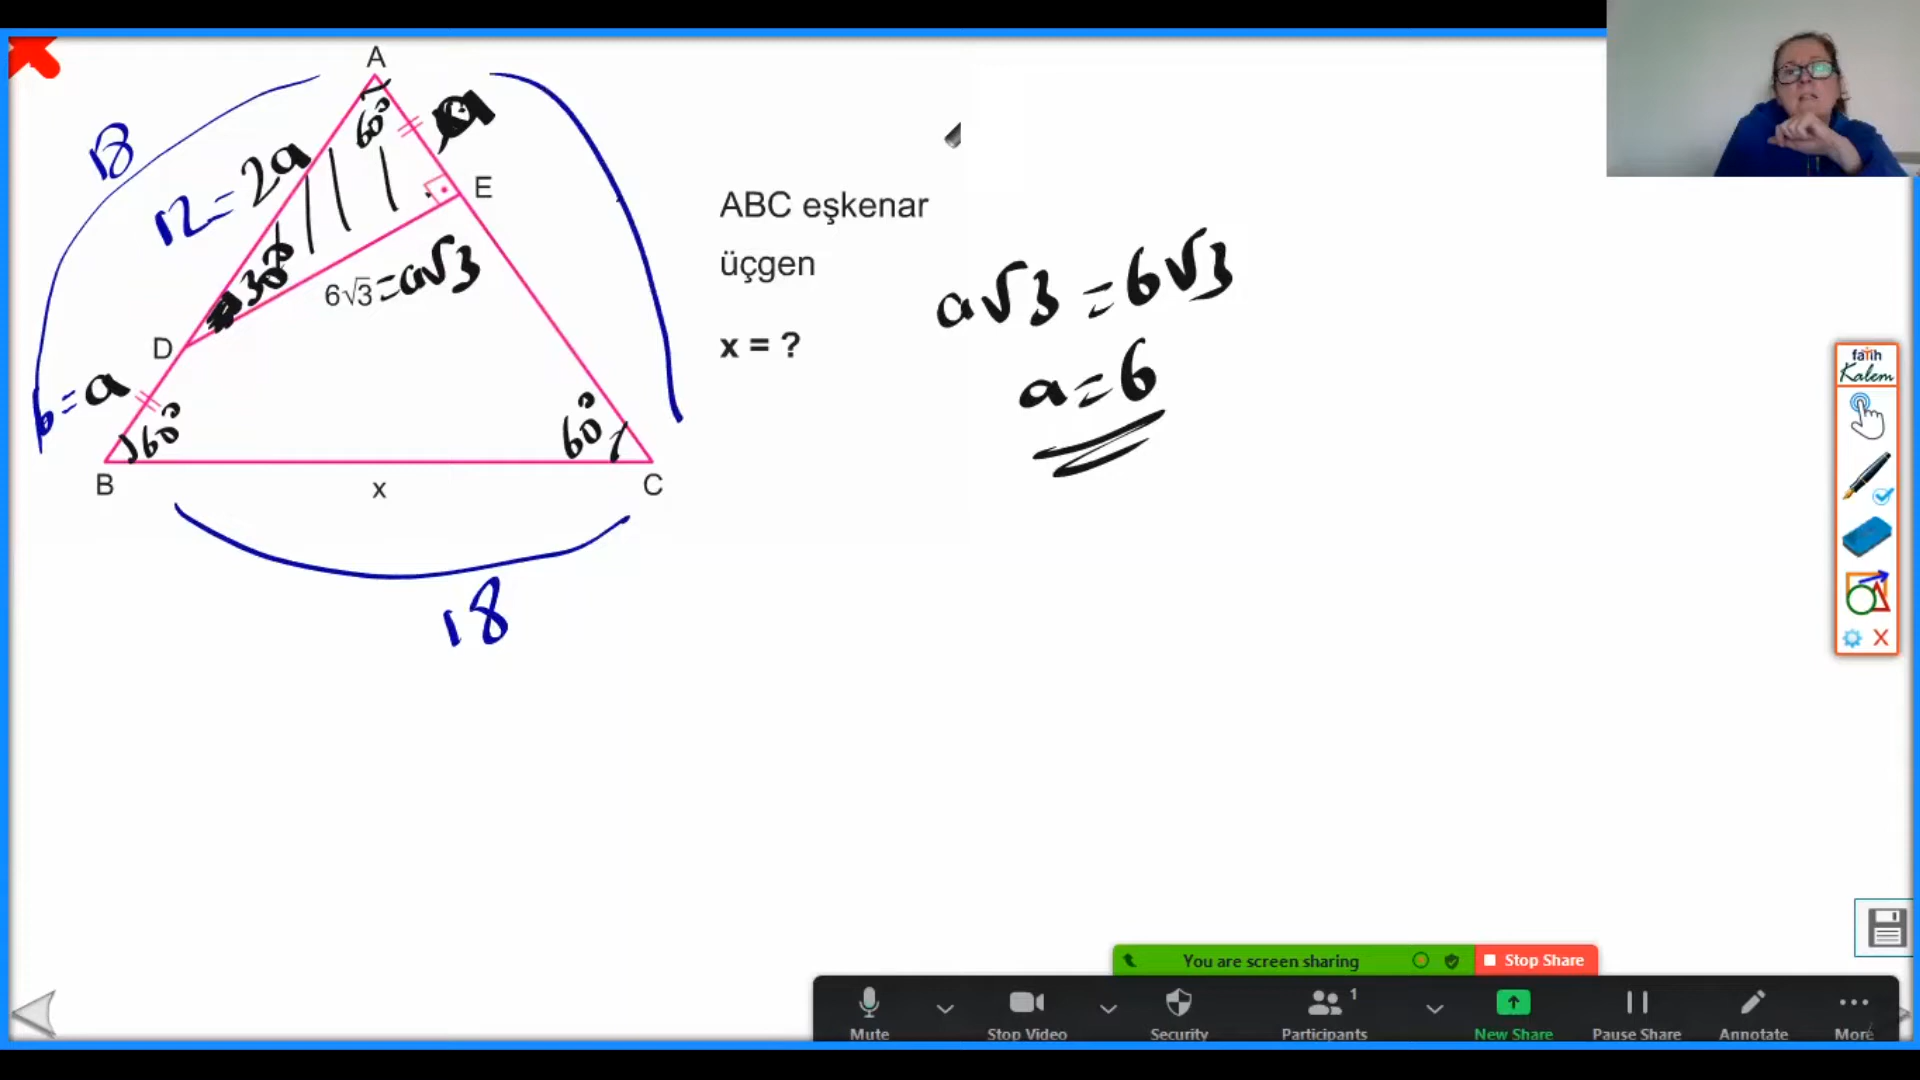 A
60°
a
18
12=2a
E
30°
6√3=a√3
D
6=a
60°
60°
B
x
C
18
ABC eşkenar
üçgen
x = ?
a√3=6√3
a=6
fatih
Kalem
You are screen sharing
Stop Share
Mute
Stop Video
Security
Participants
1
New Share
Pause Share
Annotate
More